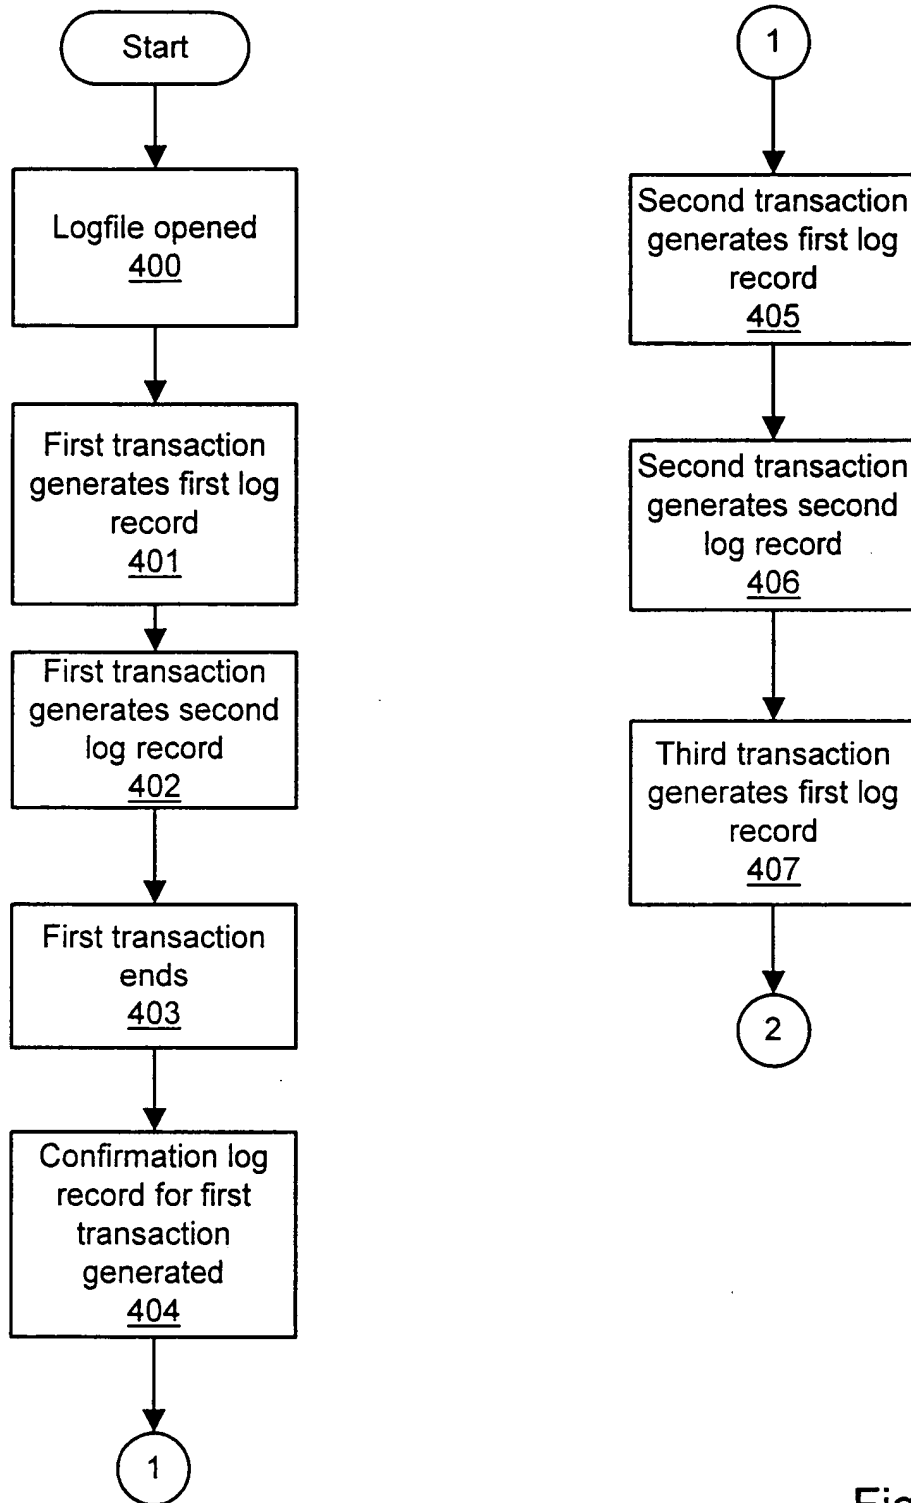 Start
Logfile opened
400
First transaction
generates first log
record
401
First transaction
generates second
log record
402
First transaction
ends
403
Confirmation log
record for first
transaction
generated
404
1
1
Second transaction
generates first log
record
405
Second transaction
generates second
log record
406
Third transaction
generates first log
record
407
2
Fig